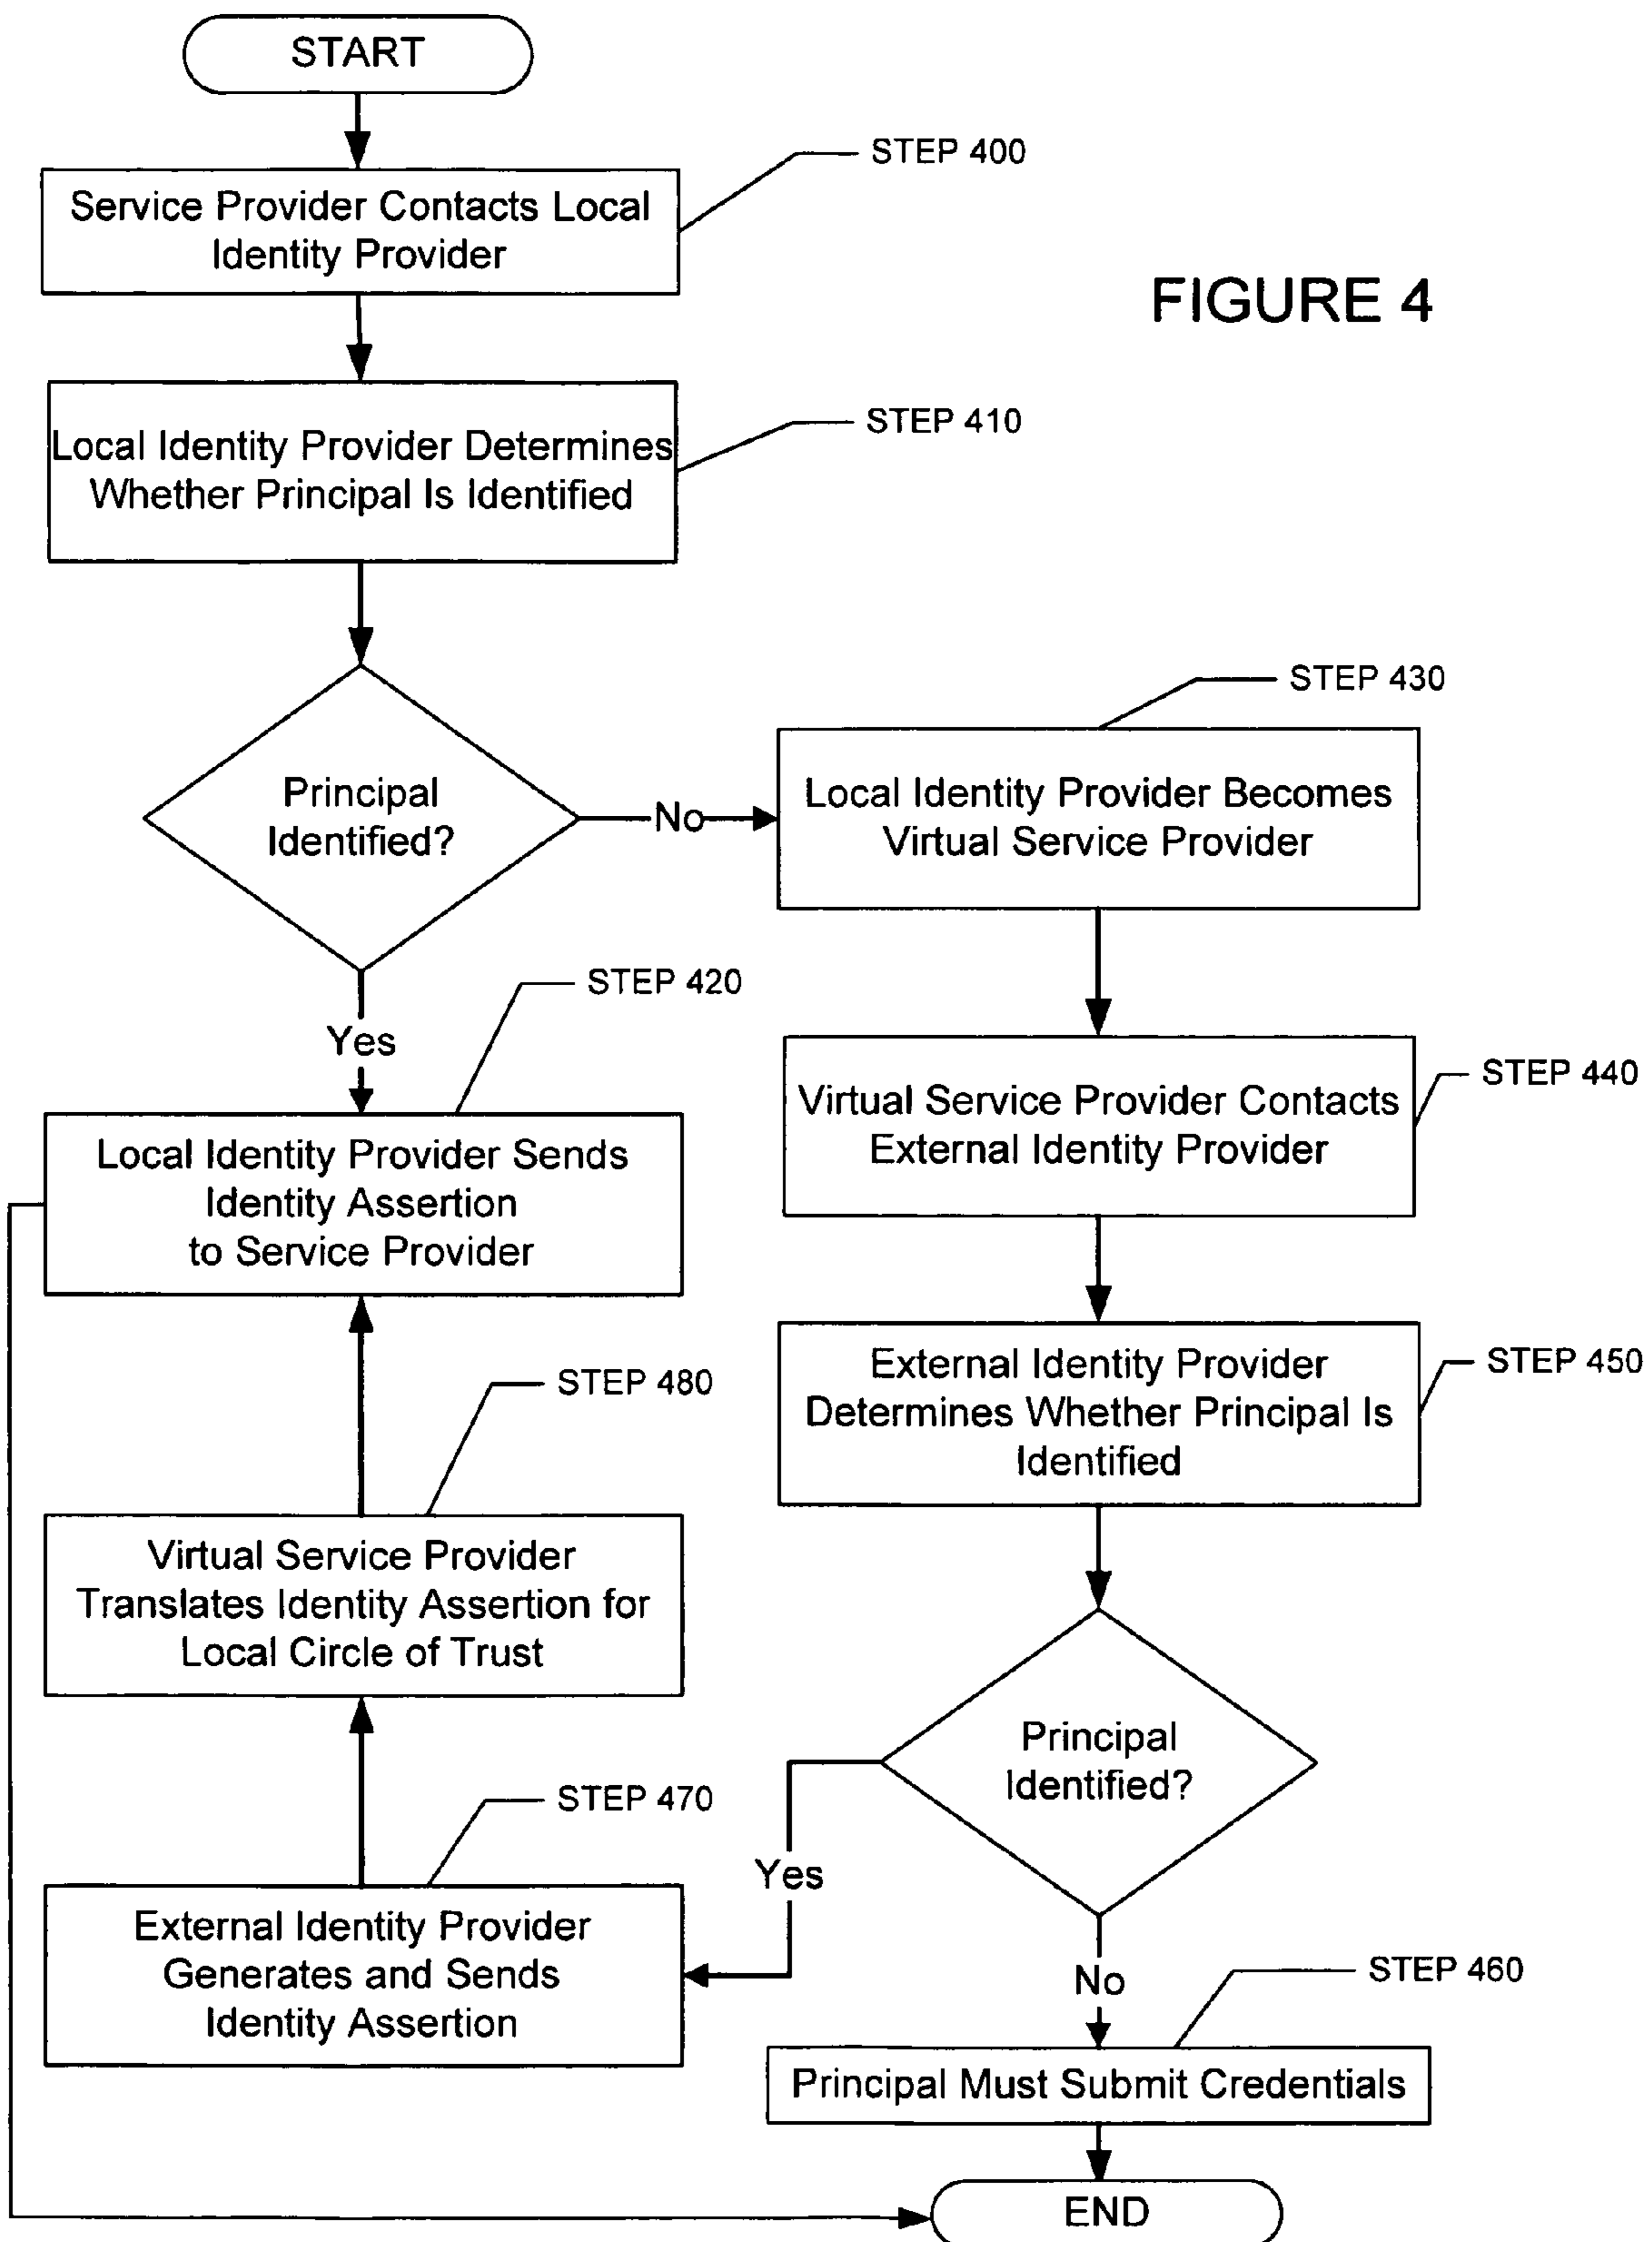 START
STEP 400
Service Provider Contacts Local
Identity Provider
FIGURE 4
STEP 410
Local Identity Provider Determines
Whether Principal Is Identified
STEP 430
Principal
Identified?
No
Local Identity Provider Becomes
Virtual Service Provider
STEP 420
Yes
STEP 440
Virtual Service Provider Contacts
External Identity Provider
Local Identity Provider Sends
Identity Assertion
to Service Provider
STEP 450
External Identity Provider
Determines Whether Principal Is
Identified
STEP 480
Virtual Service Provider
Translates Identity Assertion for
Local Circle of Trust
Principal
Identified?
STEP 470
Yes
External Identity Provider
Generates and Sends
Identity Assertion
No
STEP 460
Principal Must Submit Credentials
END